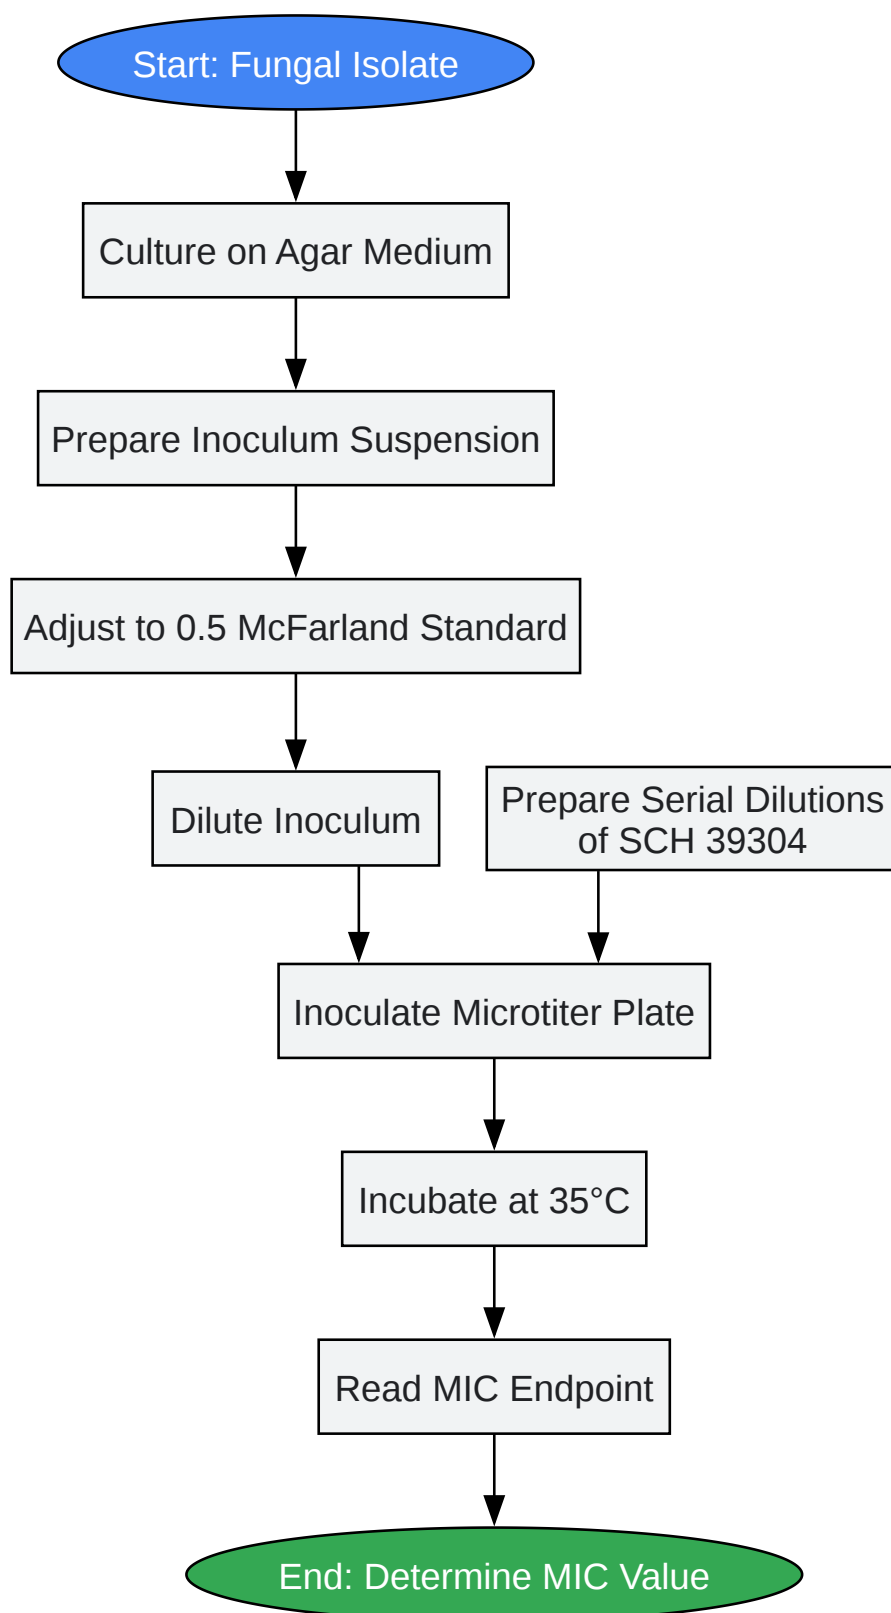 Start: Fungal Isolate
Culture on Agar Medium
Prepare Inoculum Suspension
Adjust to 0.5 McFarland Standard
Dilute Inoculum
Prepare Serial Dilutions
of SCH 39304
Inoculate Microtiter Plate
Incubate at 35°C
Read MIC Endpoint
End: Determine MIC Value